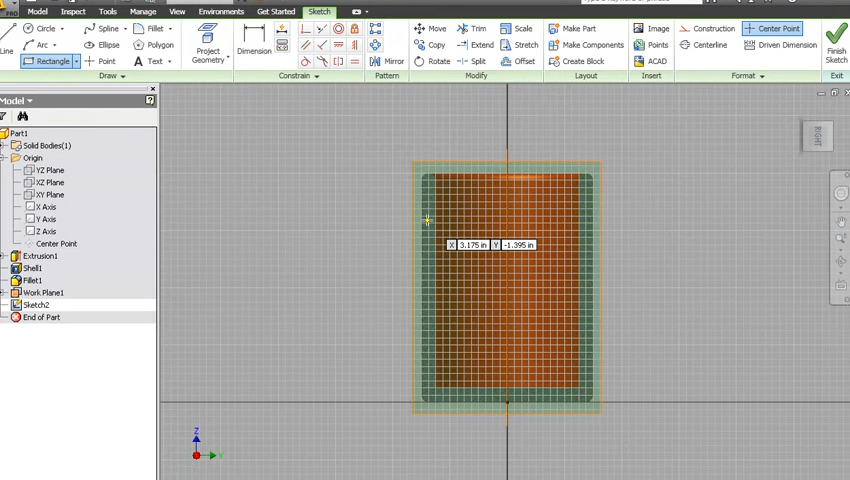 PRO Model Inspect Tools Manage View Environments Get Started Sketch
Line Circle Arc Rectangle Spline Ellipse Point Fillet Polygon Text Project Geometry Dimension
Mirror
Move Copy Rotate Trim Extend Split Scale Stretch Offset
Make Part Make Components Create Block
Image Points ACAD
Construction Centerline Center Point Driven Dimension
Finish Sketch
Draw Constrain Pattern Modify Layout Insert Format Exit
Model
Part1
Solid Bodies(1)
Origin
YZ Plane
XZ Plane
XY Plane
X Axis
Y Axis
Z Axis
Center Point
Extrusion1
Shell1
Fillet1
Work Plane1
Sketch2
End of Part
RIGHT
X 3.175 in Y -1.395 in
Z
Y